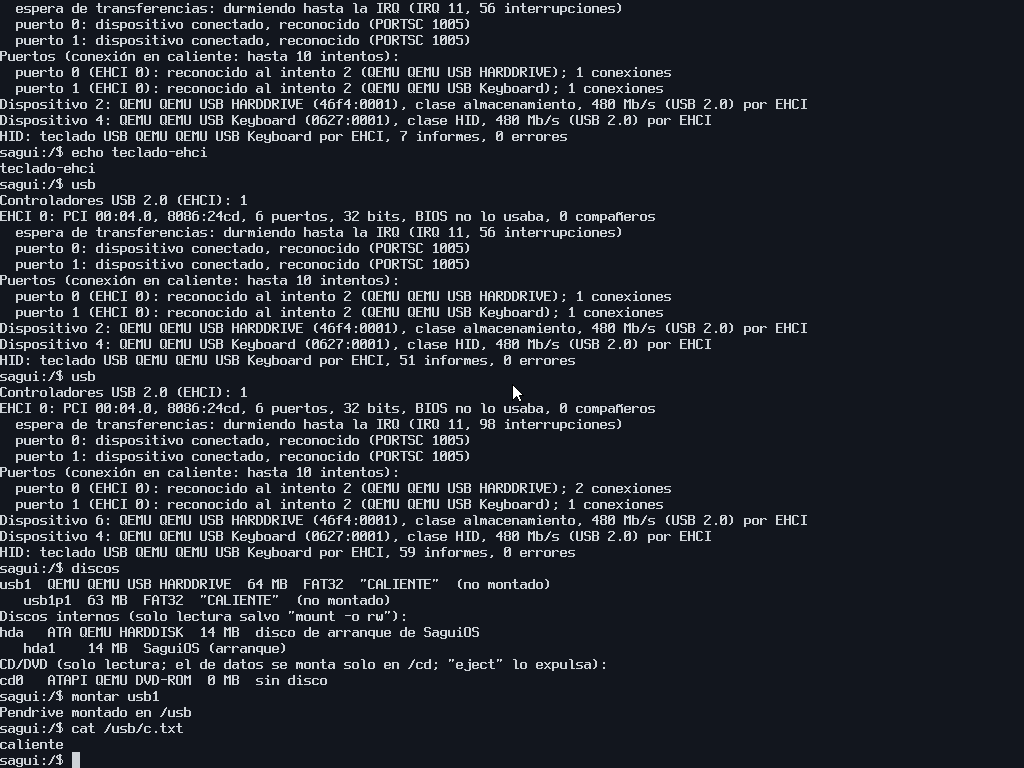 espera de transferencias: durmiendo hasta la IRQ (IRQ 11, 56 interrupciones)
puerto 0: dispositivo conectado, reconocido (PORTSC 1005)
puerto 1: dispositivo conectado, reconocido (PORTSC 1005)
Puertos (conexión en caliente: hasta 10 intentos):
puerto 0 (EHCI 0): reconocido al intento 2 (QEMU QEMU USB HARDDRIVE); 1 conexiones
puerto 1 (EHCI 0): reconocido al intento 2 (QEMU QEMU USB Keyboard); 1 conexiones
Dispositivo 2: QEMU QEMU USB HARDDRIVE (46f4:0001), clase almacenamiento, 480 Mb/s (USB 2.0) por EHCI
Dispositivo 4: QEMU QEMU USB Keyboard (0627:0001), clase HID, 480 Mb/s (USB 2.0) por EHCI
HID: teclado USB QEMU QEMU USB Keyboard por EHCI, 7 informes, 0 errores
sagui:/$ echo teclado-ehci
teclado-ehci
sagui:/$ usb
Controladores USB 2.0 (EHCI): 1
EHCI 0: PCI 00:04.0, 8086:24cd, 6 puertos, 32 bits, BIOS no lo usaba, 0 compañeros
espera de transferencias: durmiendo hasta la IRQ (IRQ 11, 56 interrupciones)
puerto 0: dispositivo conectado, reconocido (PORTSC 1005)
puerto 1: dispositivo conectado, reconocido (PORTSC 1005)
Puertos (conexión en caliente: hasta 10 intentos):
puerto 0 (EHCI 0): reconocido al intento 2 (QEMU QEMU USB HARDDRIVE); 1 conexiones
puerto 1 (EHCI 0): reconocido al intento 2 (QEMU QEMU USB Keyboard); 1 conexiones
Dispositivo 2: QEMU QEMU USB HARDDRIVE (46f4:0001), clase almacenamiento, 480 Mb/s (USB 2.0) por EHCI
Dispositivo 4: QEMU QEMU USB Keyboard (0627:0001), clase HID, 480 Mb/s (USB 2.0) por EHCI
HID: teclado USB QEMU QEMU USB Keyboard por EHCI, 51 informes, 0 errores
sagui:/$ usb
Controladores USB 2.0 (EHCI): 1
EHCI 0: PCI 00:04.0, 8086:24cd, 6 puertos, 32 bits, BIOS no lo usaba, 0 compañeros
espera de transferencias: durmiendo hasta la IRQ (IRQ 11, 98 interrupciones)
puerto 0: dispositivo conectado, reconocido (PORTSC 1005)
puerto 1: dispositivo conectado, reconocido (PORTSC 1005)
Puertos (conexión en caliente: hasta 10 intentos):
puerto 0 (EHCI 0): reconocido al intento 2 (QEMU QEMU USB HARDDRIVE); 2 conexiones
puerto 1 (EHCI 0): reconocido al intento 2 (QEMU QEMU USB Keyboard); 1 conexiones
Dispositivo 6: QEMU QEMU USB HARDDRIVE (46f4:0001), clase almacenamiento, 480 Mb/s (USB 2.0) por EHCI
Dispositivo 4: QEMU QEMU USB Keyboard (0627:0001), clase HID, 480 Mb/s (USB 2.0) por EHCI
HID: teclado USB QEMU QEMU USB Keyboard por EHCI, 59 informes, 0 errores
sagui:/$ discos
usb1  QEMU QEMU USB HARDDRIVE  64 MB  FAT32  "CALIENTE"  (no montado)
usb1p1  63 MB  FAT32  "CALIENTE"  (no montado)
Discos internos (solo lectura salvo "mount -o rw"):
hda   ATA QEMU HARDDISK  14 MB  disco de arranque de SaguiOS
hda1    14 MB  SaguiOS (arranque)
CD/DVD (solo lectura; el de datos se monta solo en /cd; "eject" lo expulsa):
cd0   ATAPI QEMU DVD-ROM  0 MB  sin disco
sagui:/$ montar usb1
Pendrive montado en /usb
sagui:/$ cat /usb/c.txt
caliente
sagui:/$